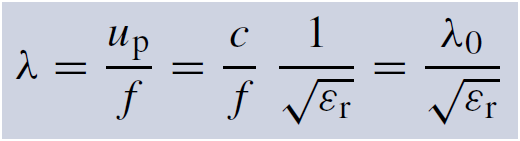 λ = u_p/f = c/f 1/√ε_r = λ_0/√ε_r